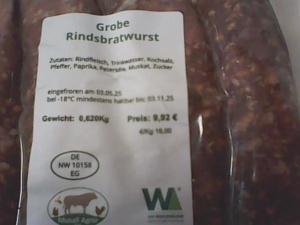 Grobe
Rindsbratwurst
Zutaten: Rindfleisch, Trinkwasser, Kochsalz,
Pfeffer, Paprika, Petersilie, Muskat, Zucker
eingefroren am 03.05.25
bei -18°C mindestens haltbar bis 03.11.25
Gewicht: 0,620Kg Preis: 9,92 €
€/Kg 16,00
DE
NW 10158
EG